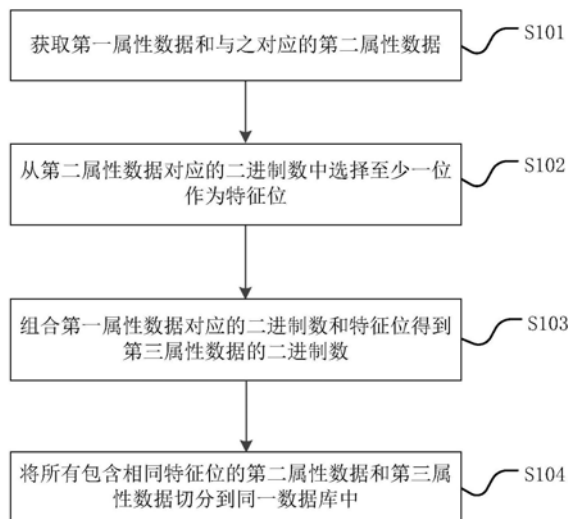 获取第一属性数据和与之对应的第二属性数据
S101
从第二属性数据对应的二进制数中选择至少一位
作为特征位
S102
组合第一属性数据对应的二进制数和特征位得到
第三属性数据的二进制数
S103
将所有包含相同特征位的第二属性数据和第三属
性数据切分到同一数据库中
S104